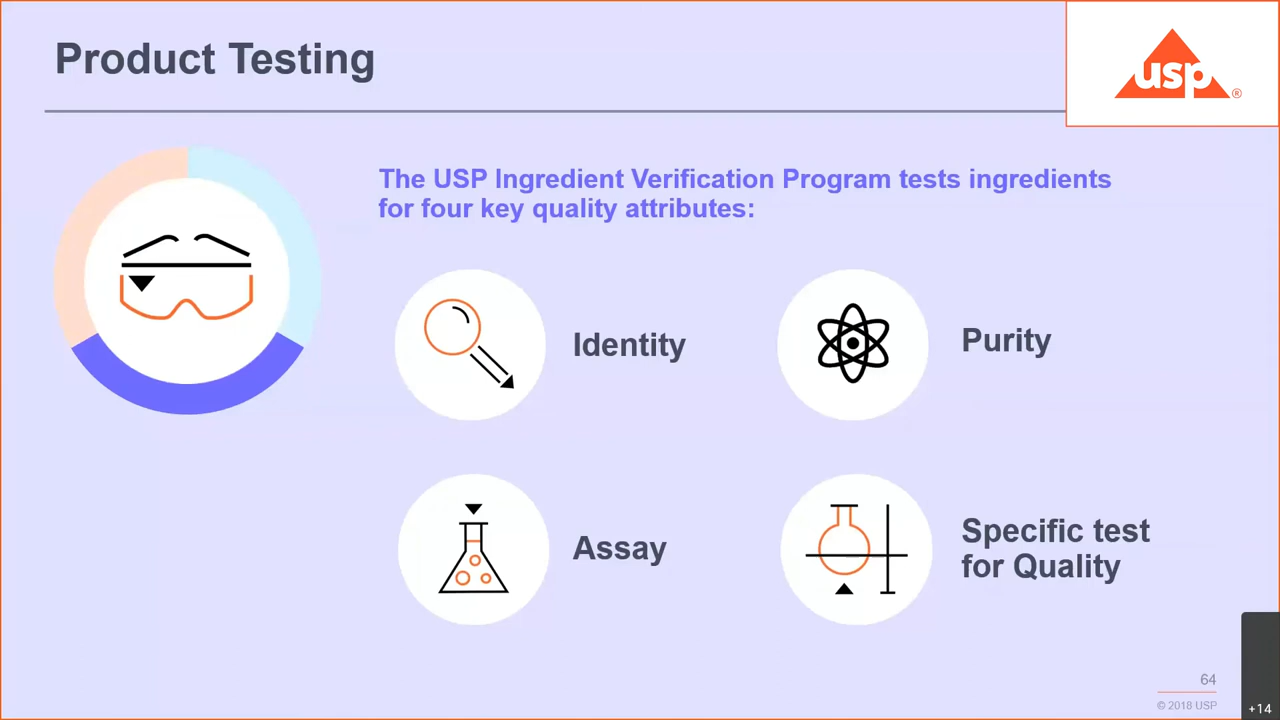 Product Testing
usp®
The USP Ingredient Verification Program tests ingredients
for four key quality attributes:
Identity
Purity
Assay
Specific test
for Quality
64
© 2018 USP
+14